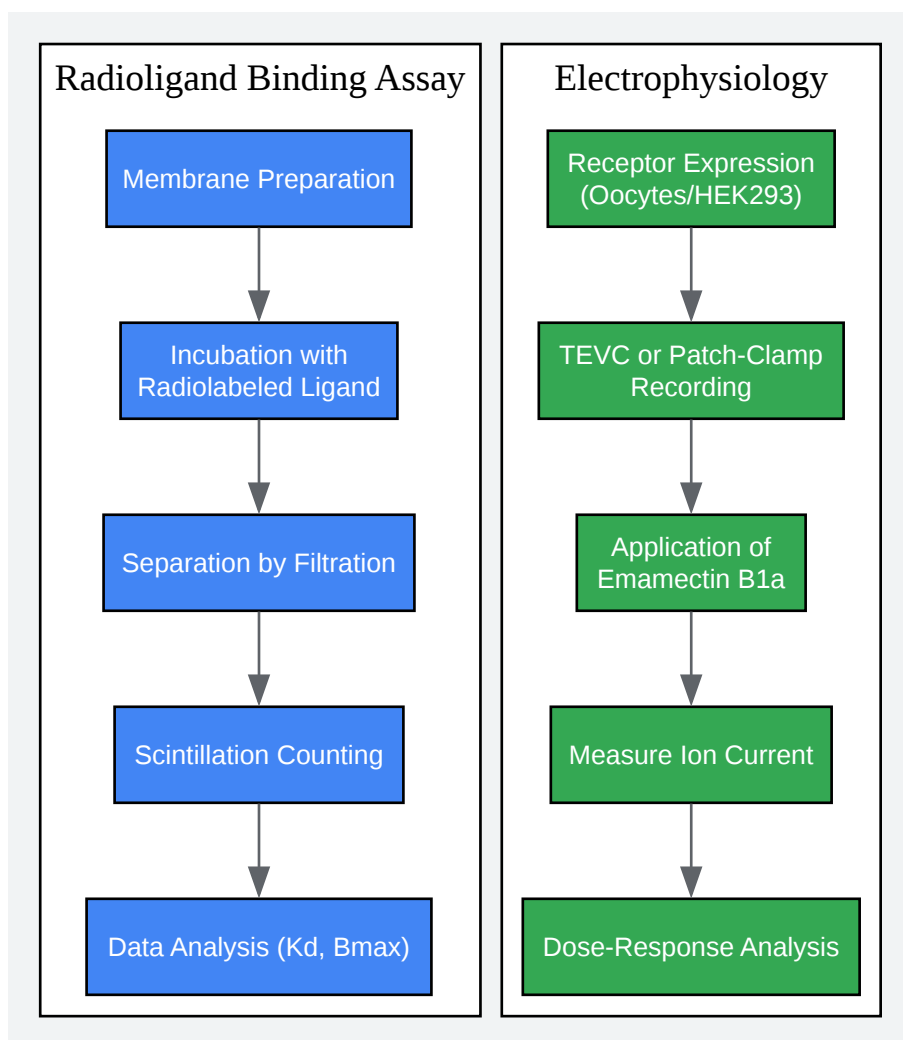 Radioligand Binding Assay
Membrane Preparation
Incubation with
Radiolabeled Ligand
Separation by Filtration
Scintillation Counting
Data Analysis (Kd, Bmax)
Electrophysiology
Receptor Expression
(Oocytes/HEK293)
TEVC or Patch-Clamp
Recording
Application of
Emamectin B1a
Measure Ion Current
Dose-Response Analysis